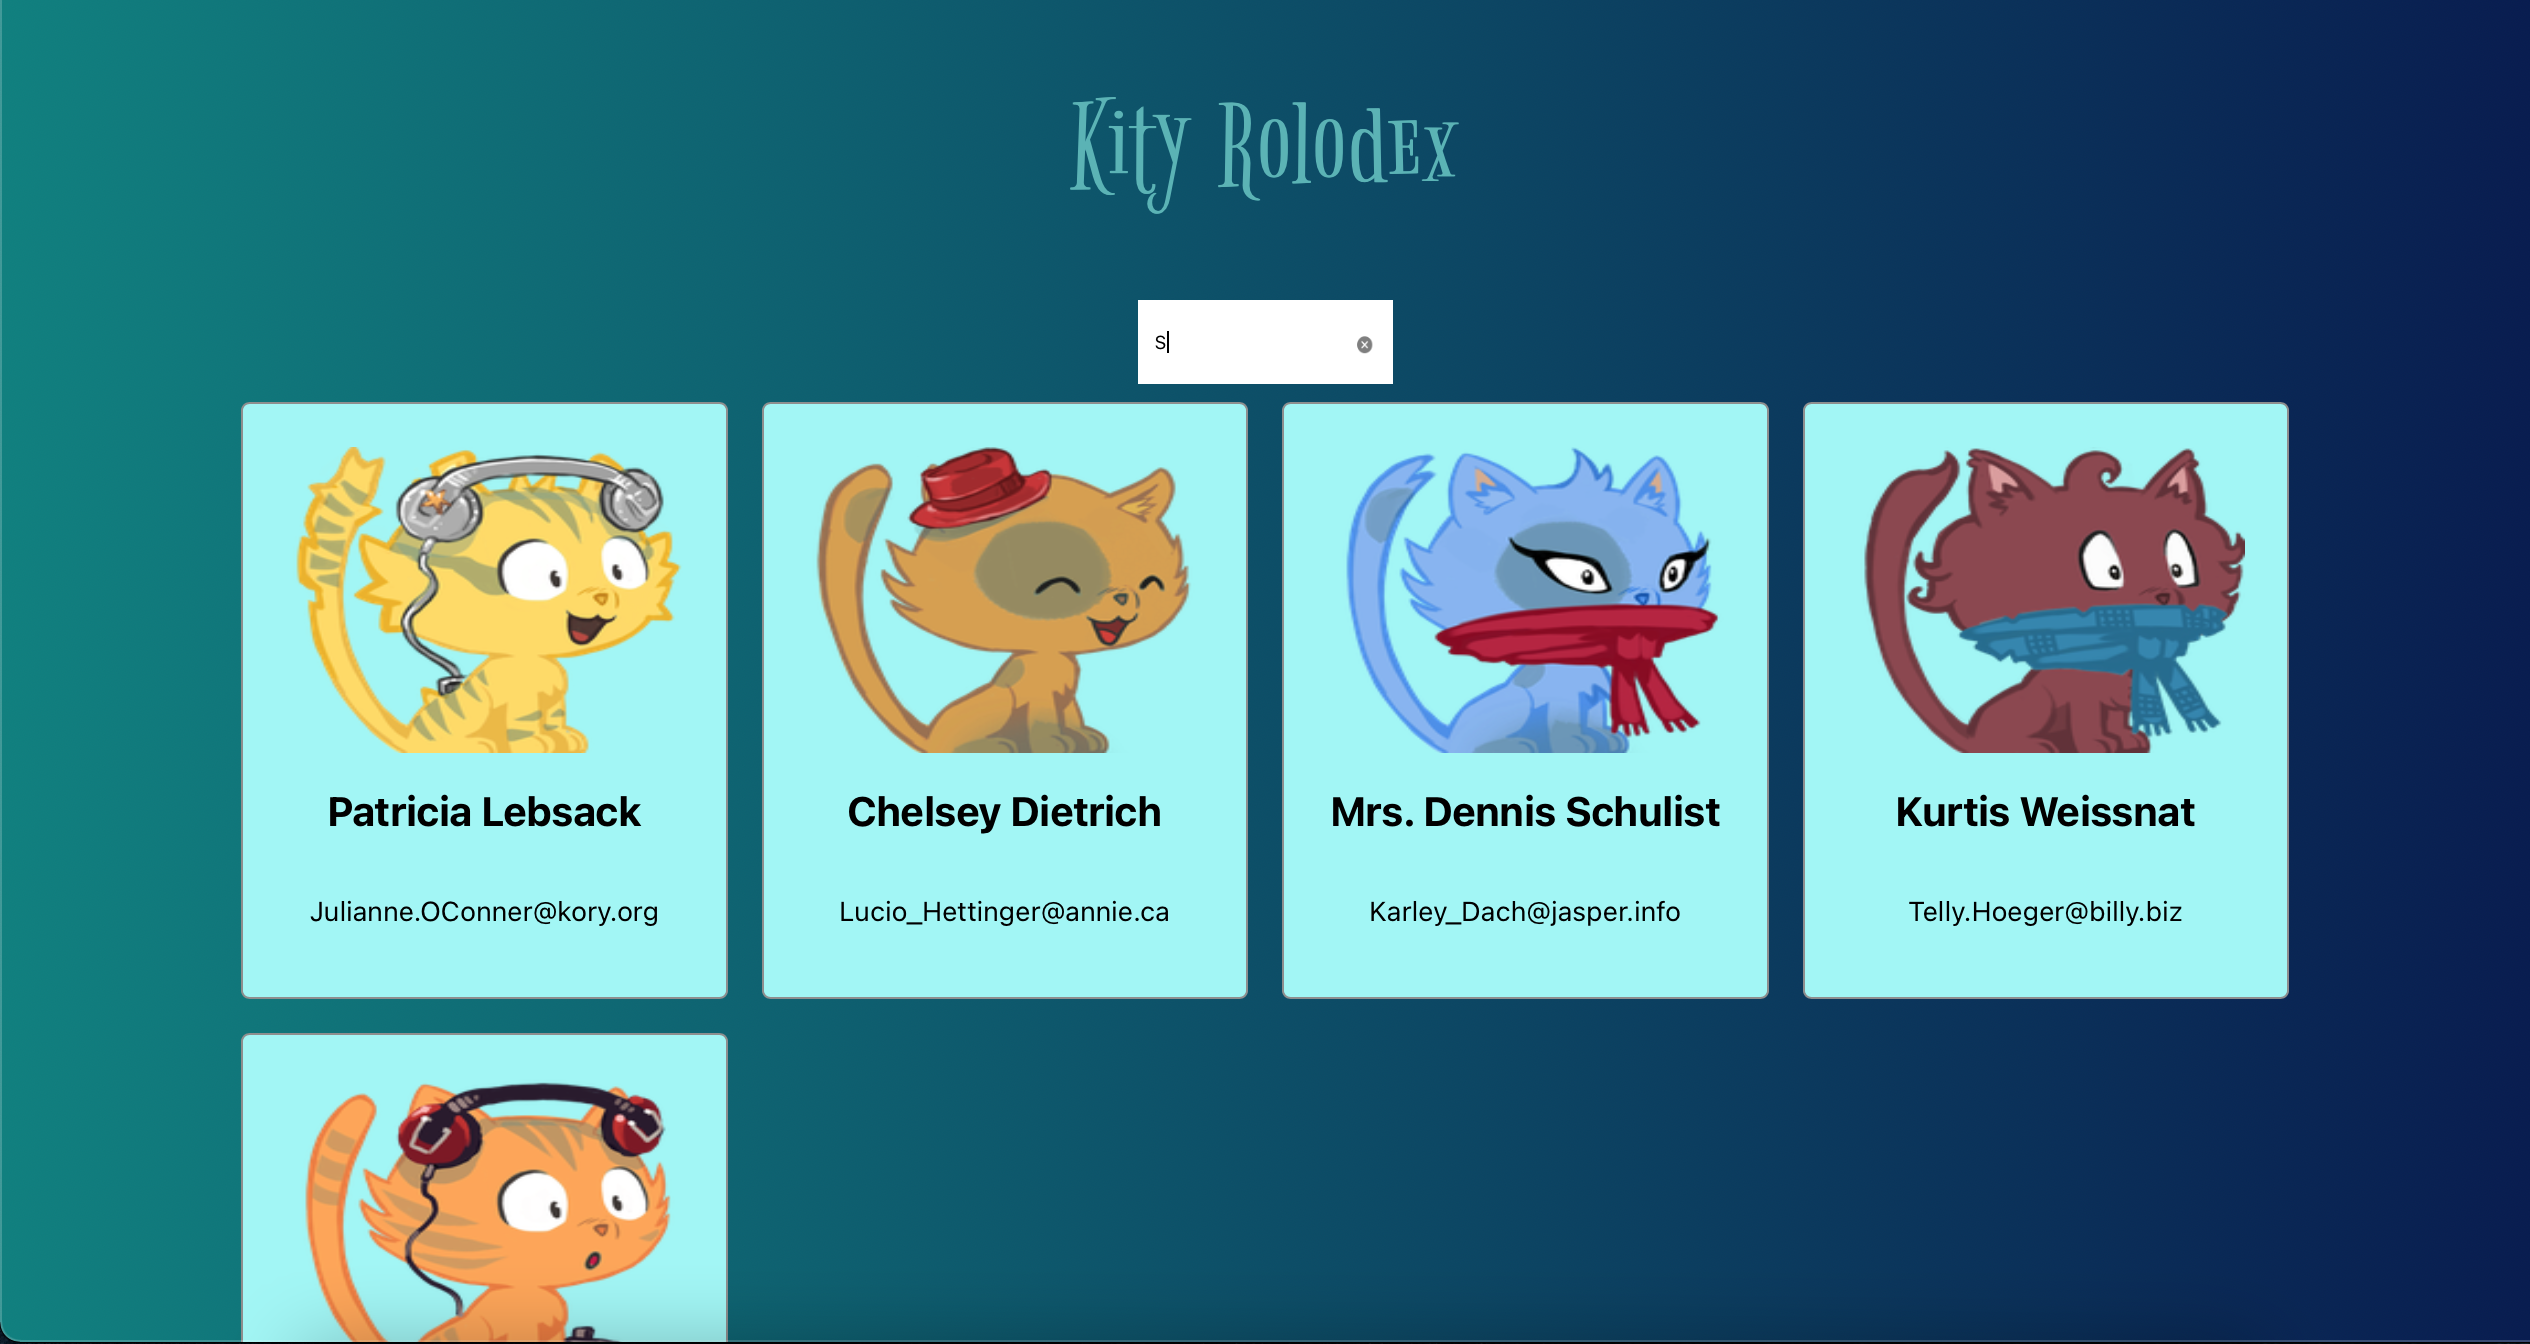 Kity Rolodex
s
Patricia Lebsack
Julianne.OConner@kory.org
Chelsey Dietrich
Lucio_Hettinger@annie.ca
Mrs. Dennis Schulist
Karley_Dach@jasper.info
Kurtis Weissnat
Telly.Hoeger@billy.biz